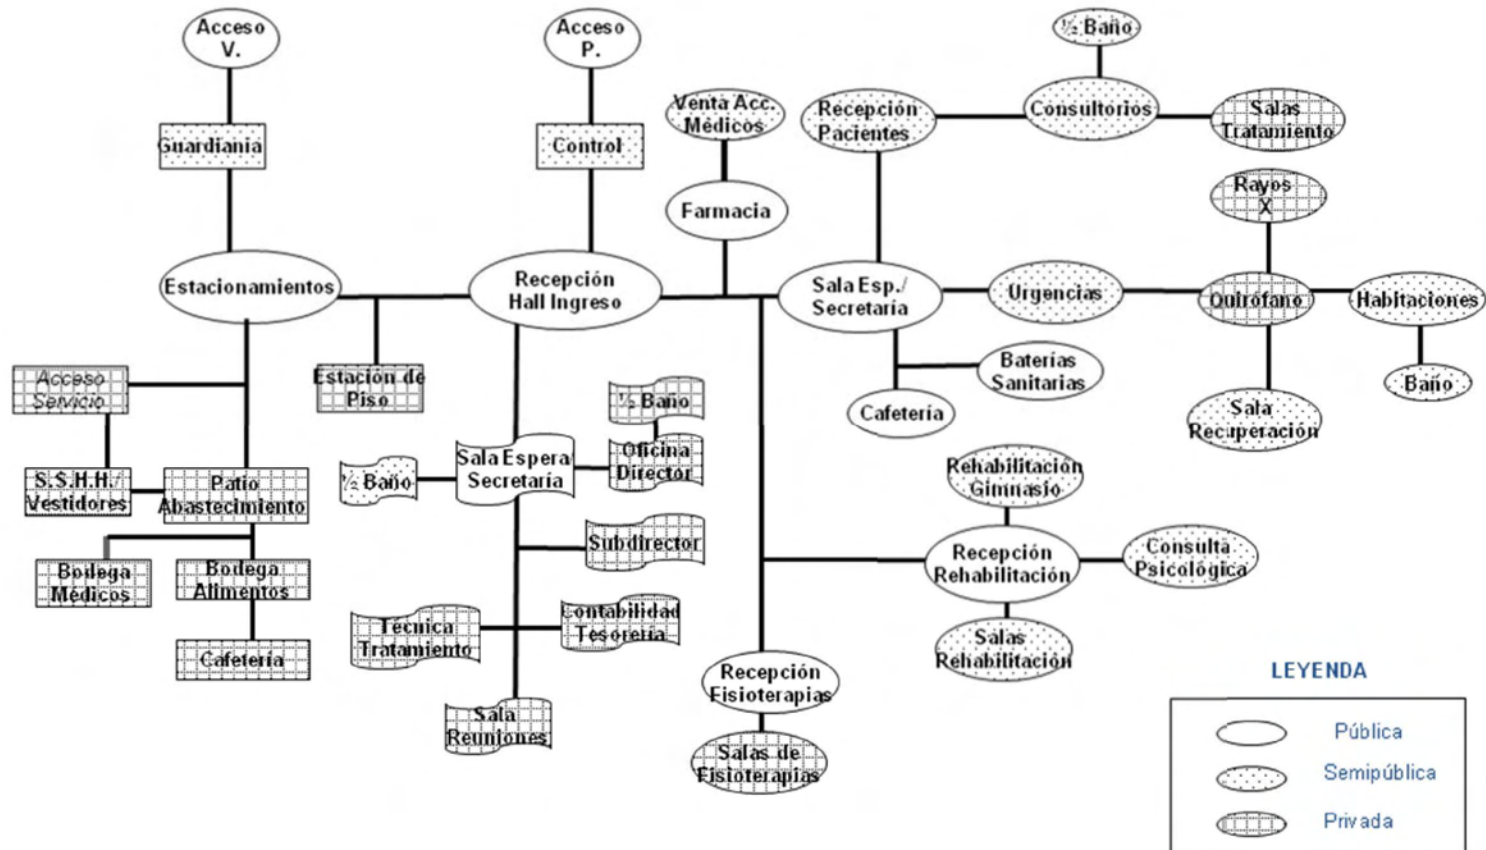 Acceso
V.
Acceso
P.
½ Baño
Venta Acc.
Médicos
Recepción
Pacientes
Consultorios
Salas
Tratamiento
Guardiania
Control
Rayos
X
Farmacia
Estacionamientos
Recepción
Hall Ingreso
Sala Esp./
Secretaría
Urgencias
Quirófano
Habitaciones
Acceso
Servicio
Estación de
Piso
½ Baño
Baterías
Sanitarias
Cafetería
Baño
Sala
Recuperación
S.S.H.H./
Vestidores
Patio
Abastecimiento
½ Baño
Sala Espera/
Secretaría
Oficina
Director
Rehabilitación
Gimnasio
Subdirector
Recepción
Rehabilitación
Consulta
Psicológica
Bodega
Médicos
Bodega
Alimentos
Técnica
Tratamiento
Contabilidad
Tesorería
Salas
Rehabilitación
Cafetería
Recepción
Fisioterapias
Sala
Reuniones
Salas de
Fisioterapias
LEYENDA
Pública
Semipública
Privada